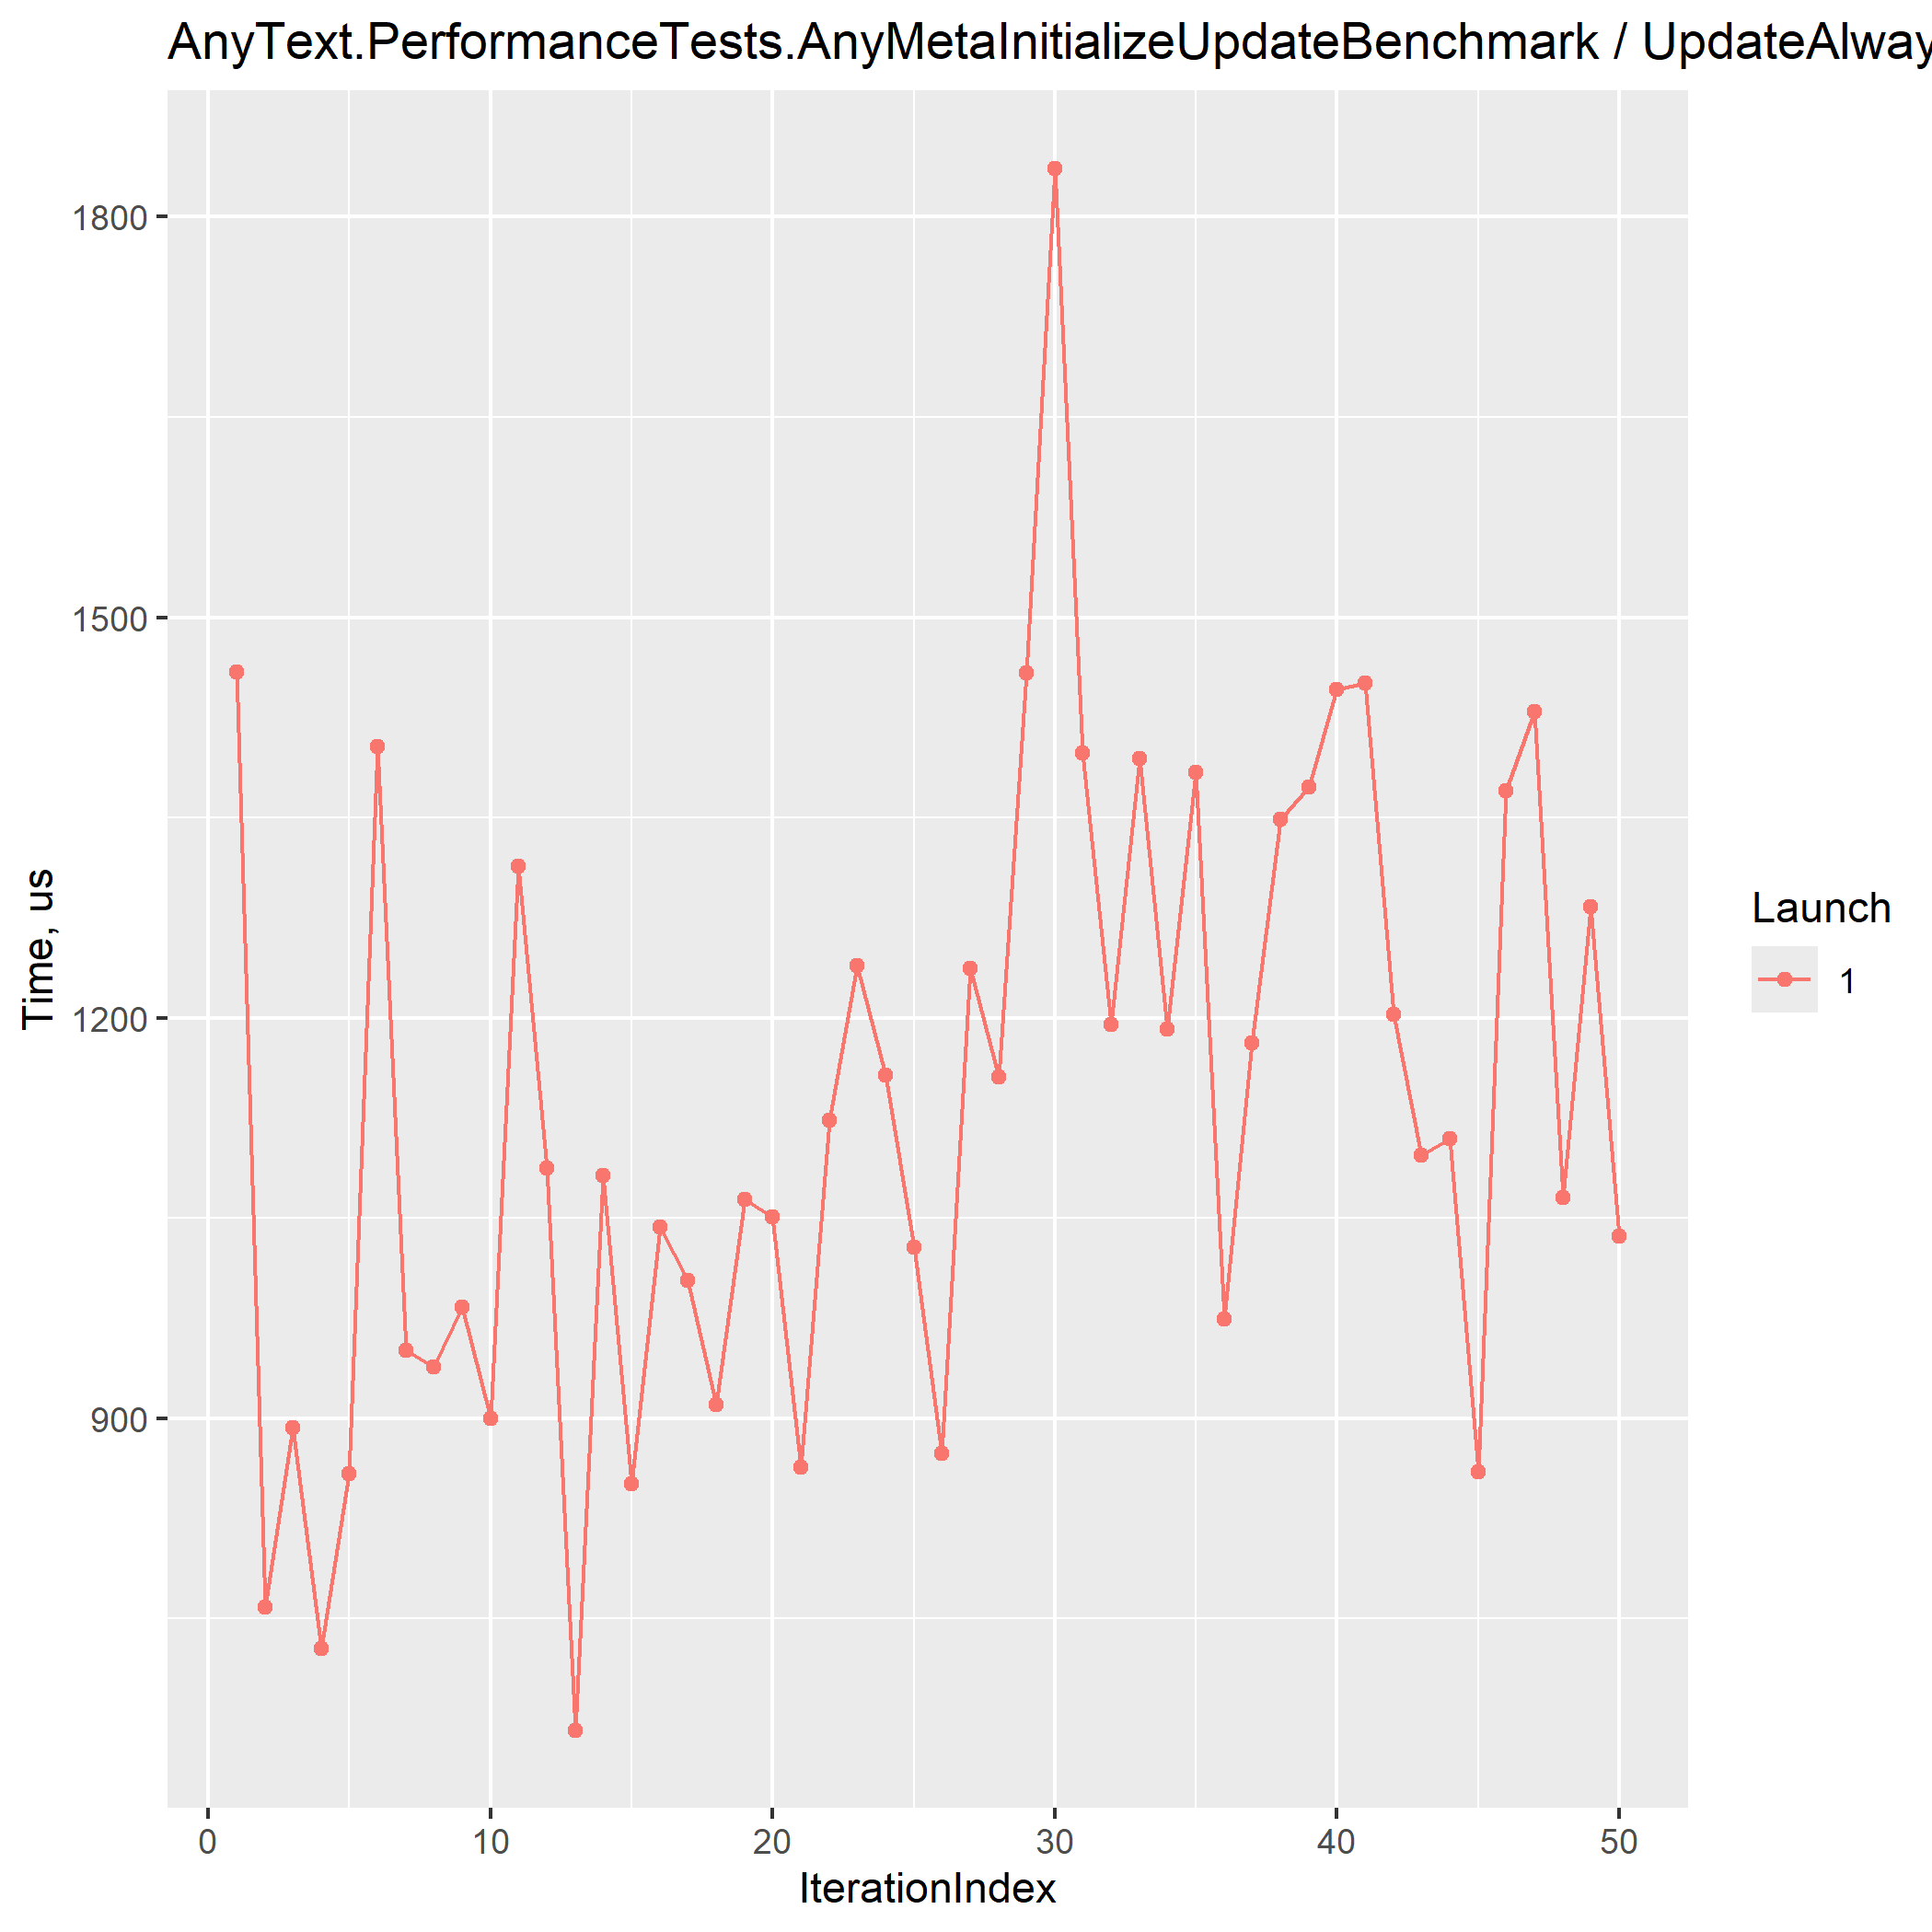 AnyText.PerformanceTests.AnyMetaInitializeUpdateBenchmark / UpdateAlway
1800
1500
1200
900
Time, us
0 10 20 30 40 50
IterationIndex
Launch
1